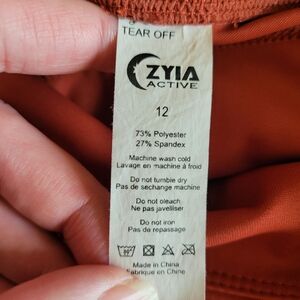 TEAR OFF
ZYIA
ACTIVE
12
73% Polyester
27% Spandex
Machine wash cold
Lavage en machine à froid
Do not tumble dry
Pas de sechange machine
Do not bleach
Ne pas javelliser
Do not iron
Pas de repassage
Made in China
Fabrique en Chine